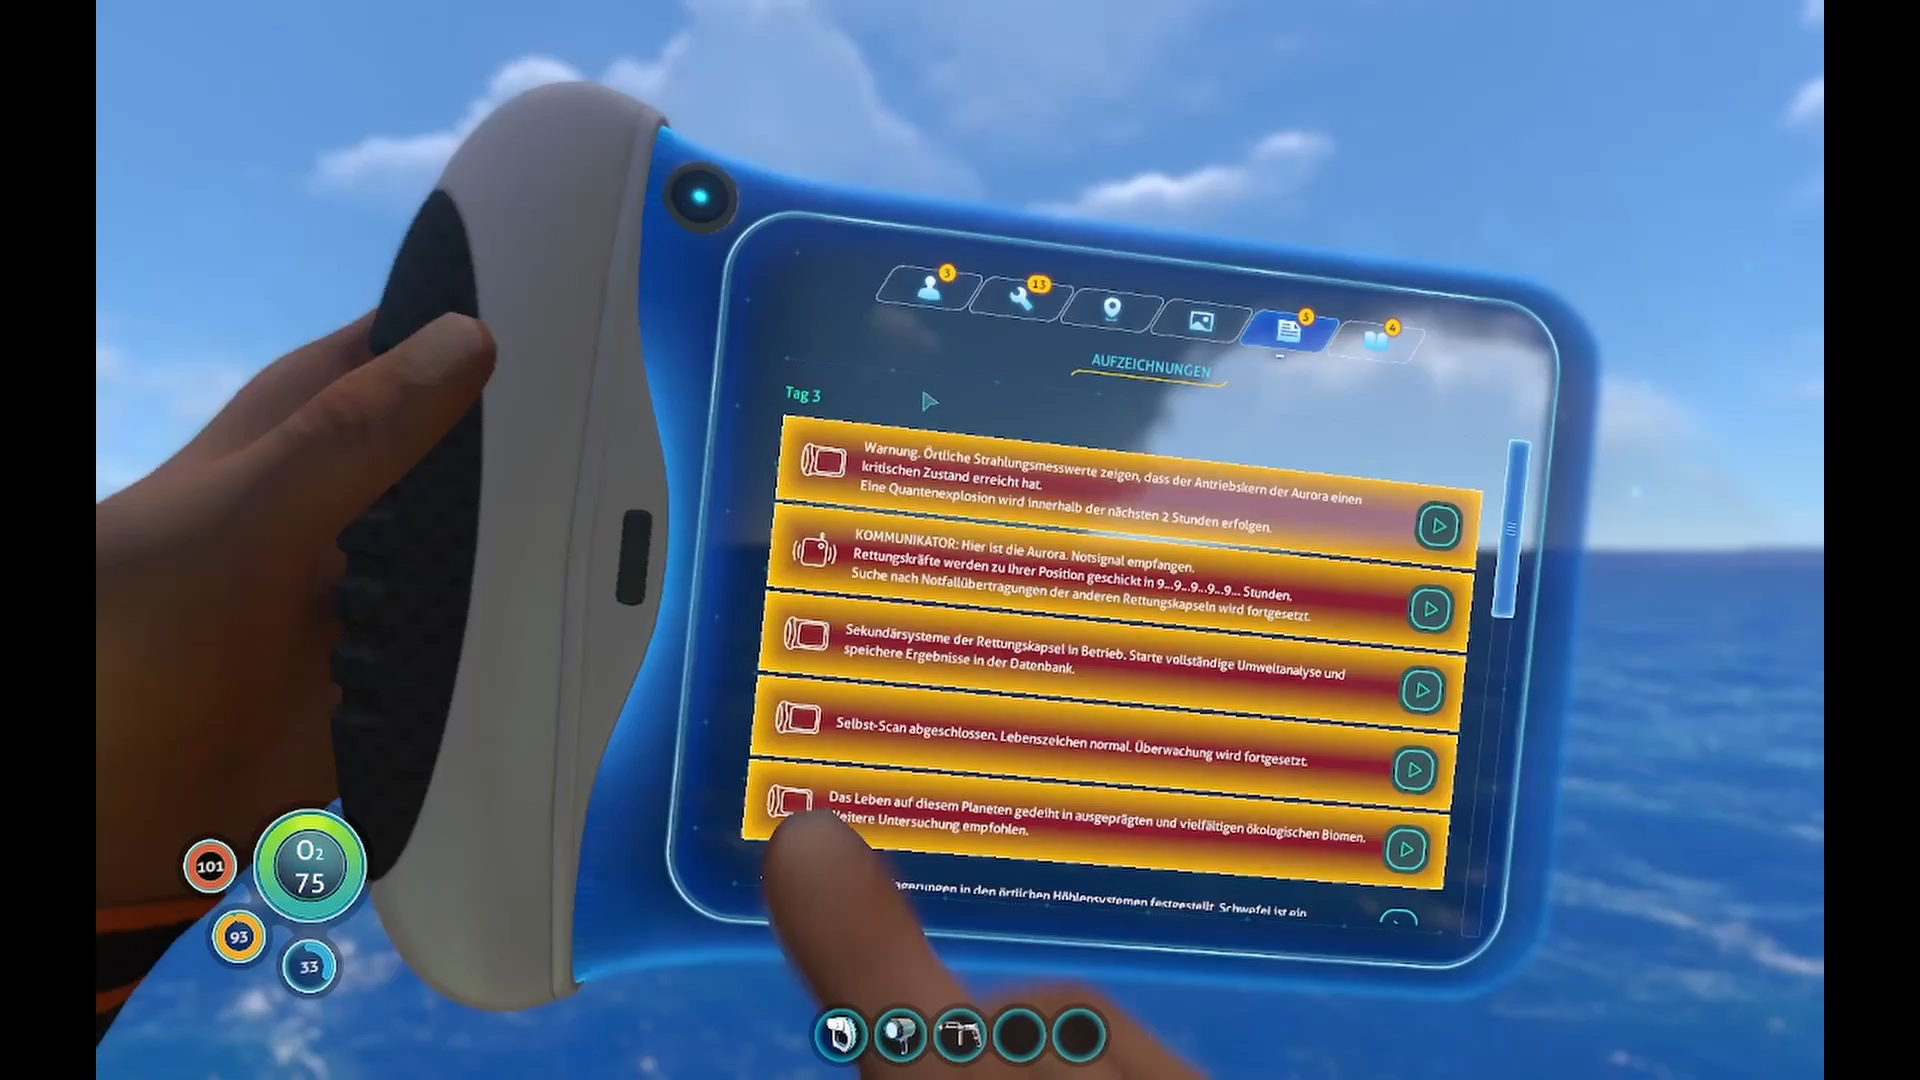 3
13
5
4
AUFZEICHNUNGEN
Tag 3
Warnung. Örtliche Strahlungsmesswerte zeigen, dass der Antriebskern der Aurora einen
kritischen Zustand erreicht hat.
Eine Quantenexplosion wird innerhalb der nächsten 2 Stunden erfolgen.
KOMMUNIKATOR: Hier ist die Aurora. Notsignal empfangen.
Rettungskräfte werden zu Ihrer Position geschickt in 9...9...9...9...9... Stunden.
Suche nach Notfallübertragungen der anderen Rettungskapseln wird fortgesetzt.
Sekundärsysteme der Rettungskapsel in Betrieb. Starte vollständige Umweltanalyse und
speichere Ergebnisse in der Datenbank.
Selbst-Scan abgeschlossen. Lebenszeichen normal. Überwachung wird fortgesetzt.
Das Leben auf diesem Planeten gedeiht in ausgeprägten und vielfältigen ökologischen Biomen.
Weitere Untersuchung empfohlen.
in den örtlichen Höhlensystemen festgestellt. Schwefel ist ein
101
O2
75
93
33